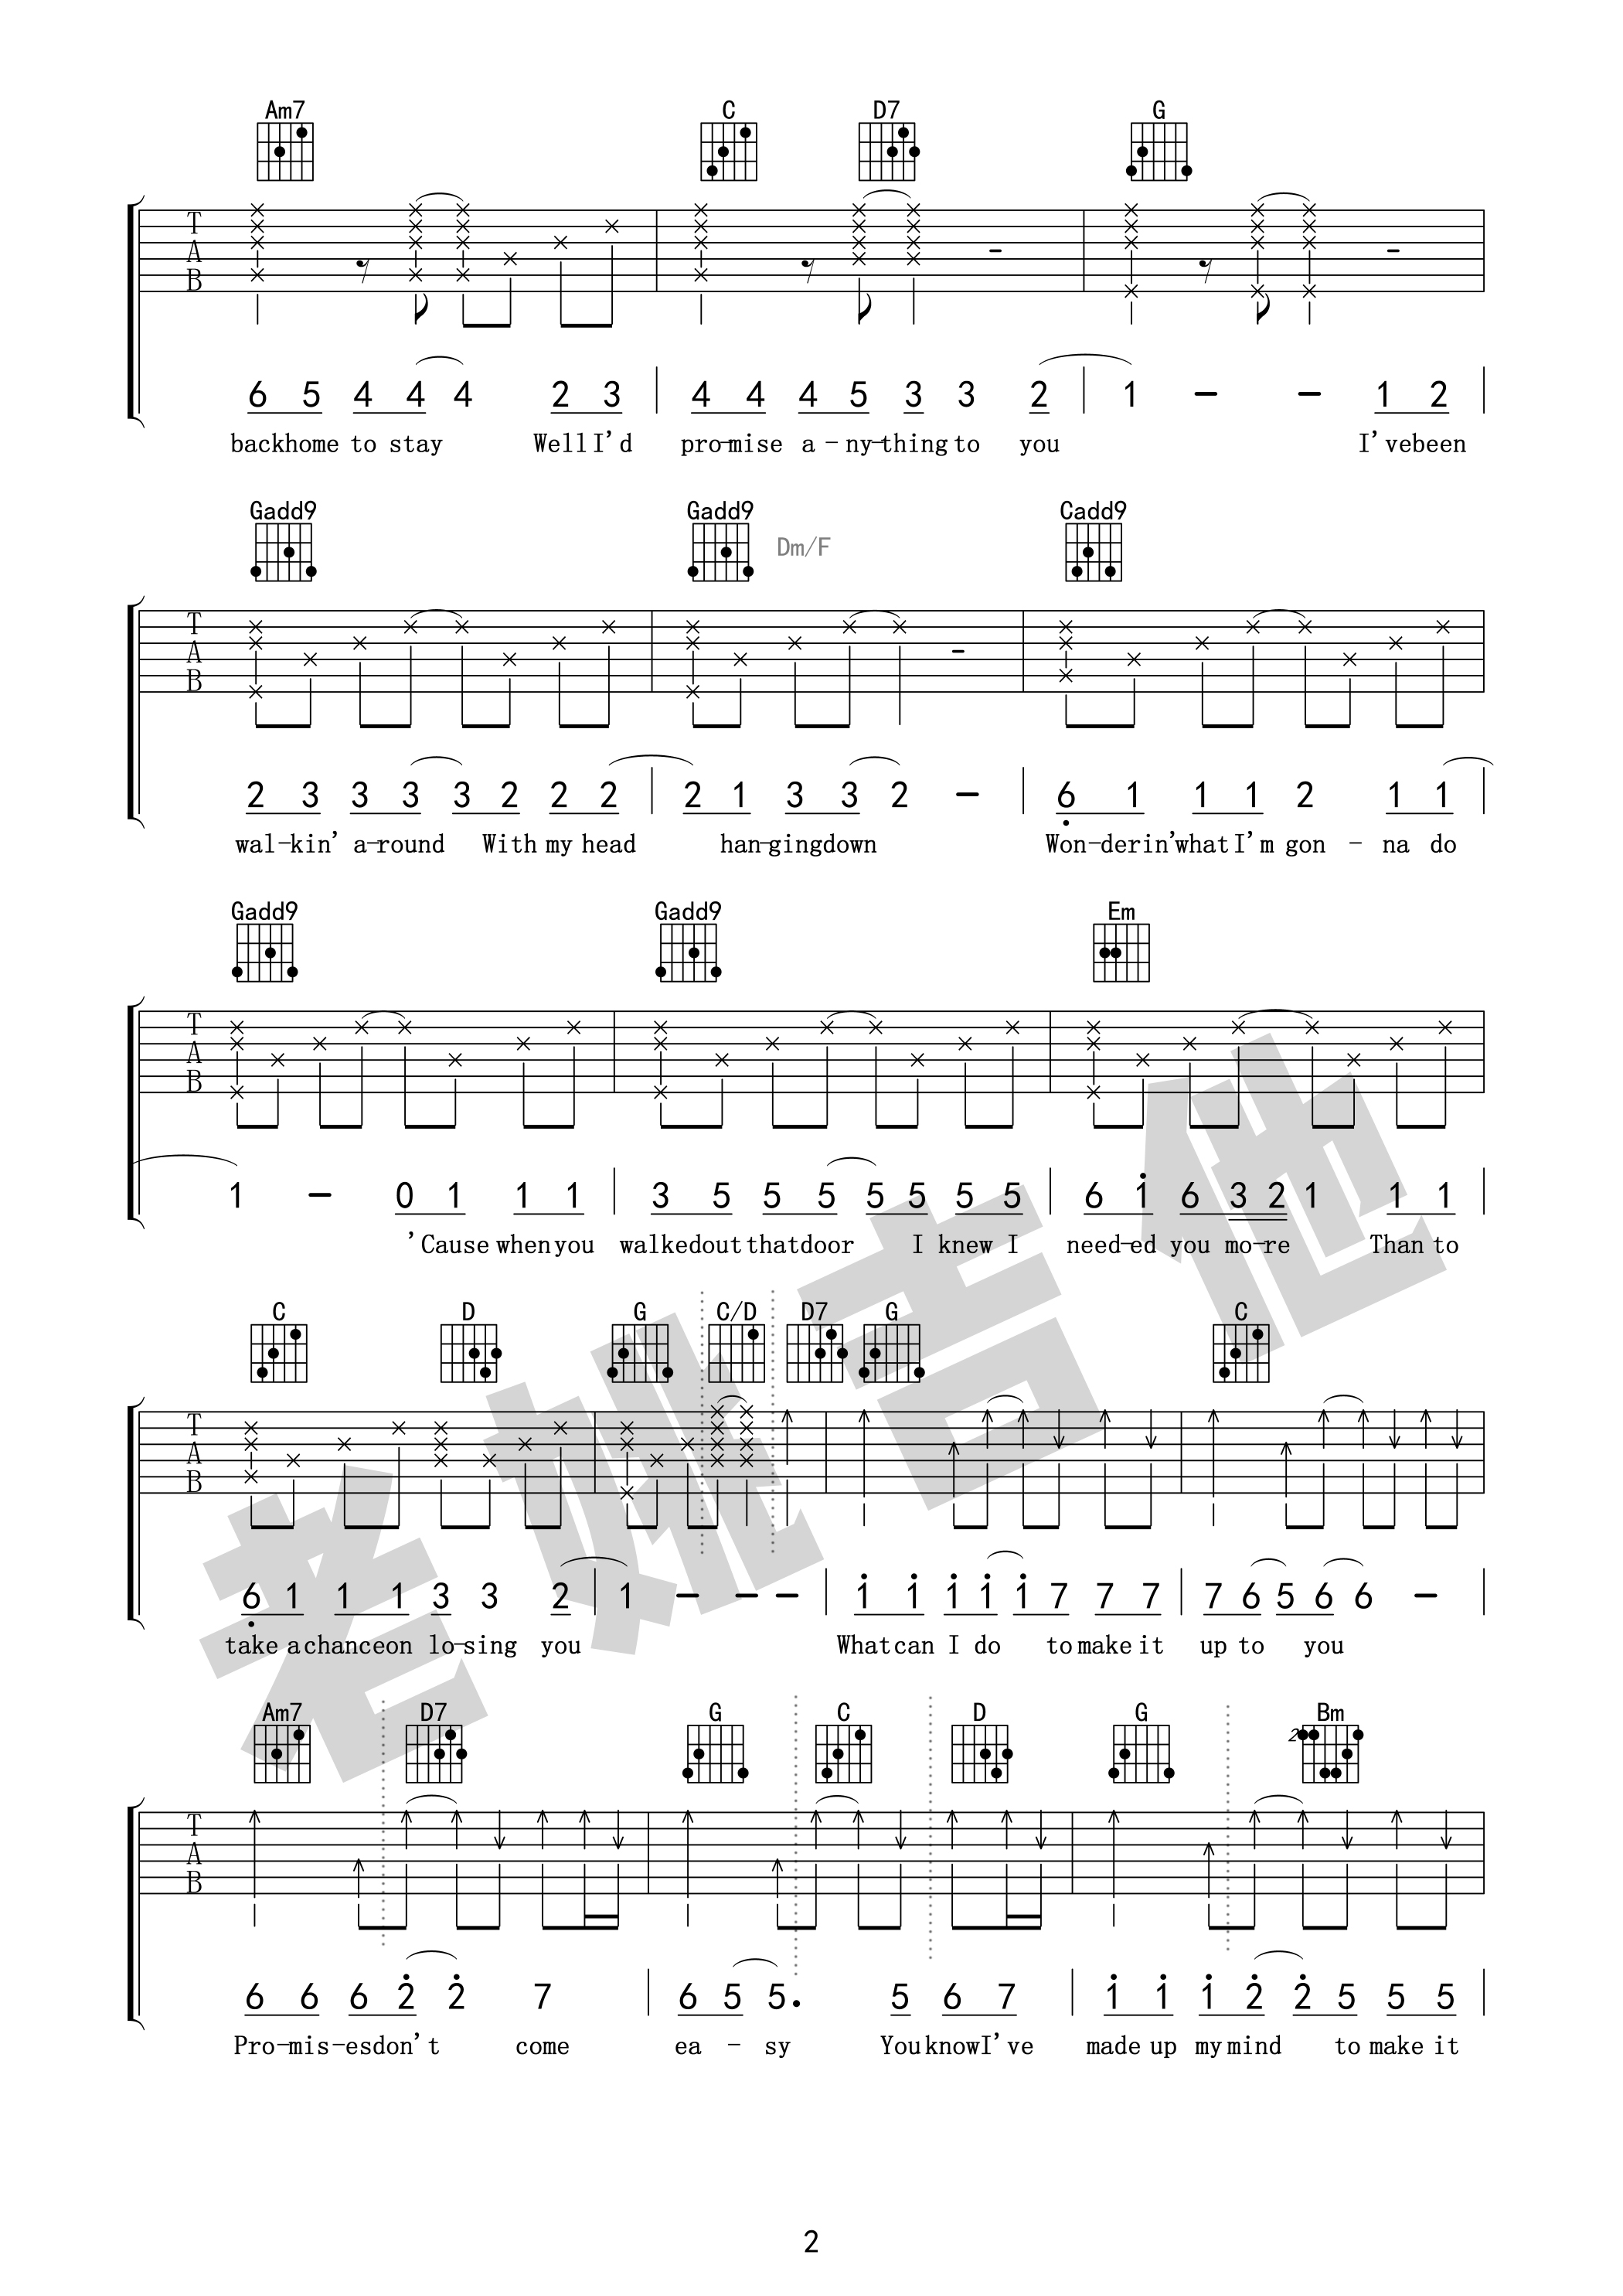 Am7 C D7 G
T A B
6 5 4 4 4 2 3 | 4 4 4 5 3 3 2 | 1 - - 1 2 |
backhome to stay WellI'd pro-mise a-ny-thing to you I'vebeen
Gadd9 Gadd9 Dm/F Cadd9
T A B
2 3 3 3 3 2 2 2 | 2 1 3 3 2 - | 6 1 1 1 2 1 1 |
wal-kin' a-round With my head han-gingdown Won-derin'what I'm gon - na do
Gadd9 Gadd9 Em
T A B
1 - 0 1 1 1 | 3 5 5 5 5 5 5 5 | 6 1 6 3 2 1 1 1 |
'Cause when you walkedout thatdoor I knew I need-ed you mo-re Than to
C D G C/D D7 G C
T A B
6 1 1 1 3 3 2 | 1 - - - | 1 1 1 1 1 7 7 7 | 7 6 5 6 6 - |
take a chanceon lo-sing you Whatcan I do to make it up to you
Am7 D7 G C D G Bm
2
T A B
6 6 6 2 2 7 | 6 5 5. 5 6 7 | 1 1 1 2 2 5 5 5 |
Pro-mis-esdon't come ea - sy YouknowI've made up my mind to make it
老姚吉他
2